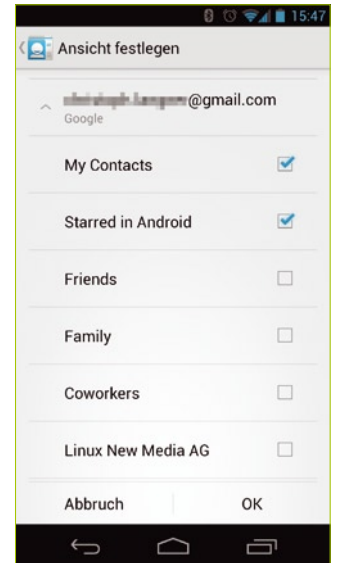 15:47
Ansicht festlegen
@gmail.com
Google
My Contacts
Starred in Android
Friends
Family
Coworkers
Linux New Media AG
Abbruch OK